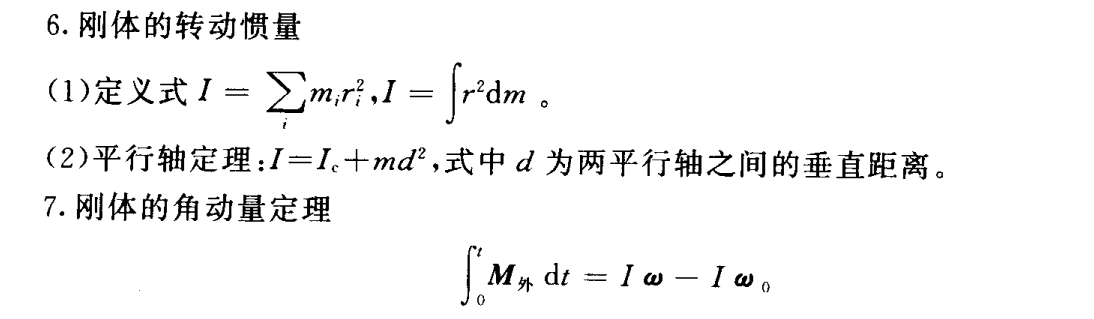 6. 刚体的转动惯量
(1)定义式 I = ∑ᵢ mᵢrᵢ², I = ∫r²dm 。
(2)平行轴定理:I=I꜀+md²,式中 d 为两平行轴之间的垂直距离。
7. 刚体的角动量定理
∫₀ᵗ M外 dt = I ω − I ω₀